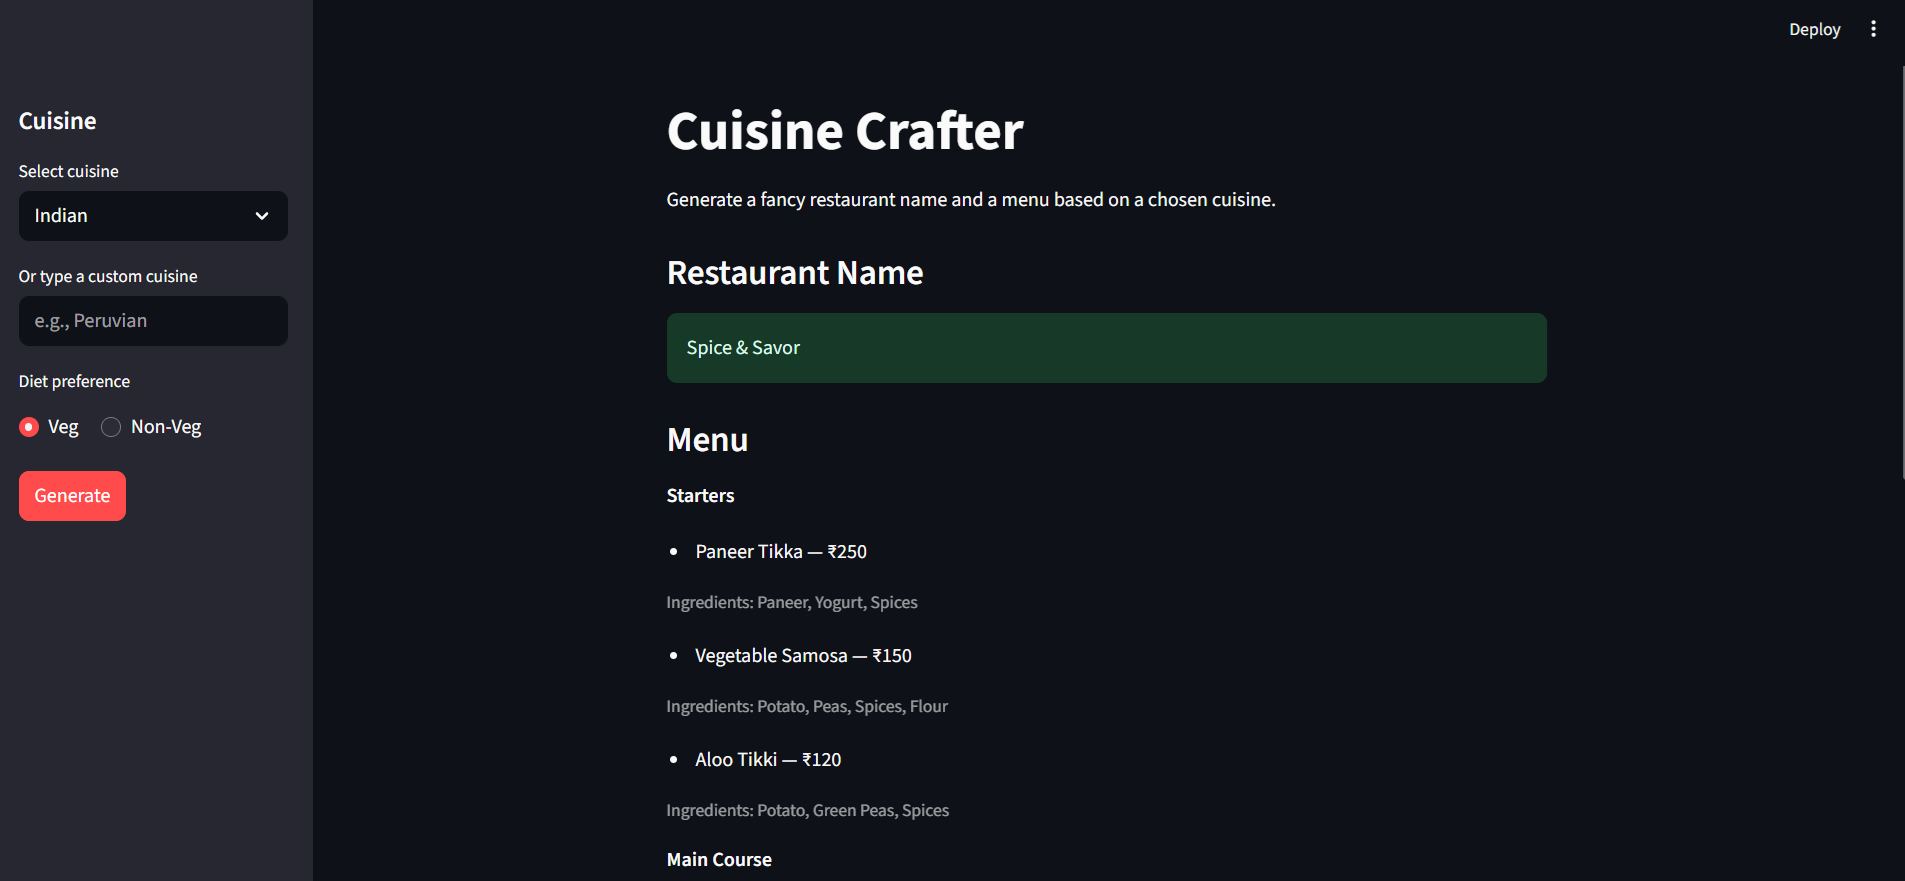 Deploy
Cuisine
Select cuisine
Indian
Or type a custom cuisine
e.g., Peruvian
Diet preference
Veg
Non-Veg
Generate
Cuisine Crafter
Generate a fancy restaurant name and a menu based on a chosen cuisine.
Restaurant Name
Spice & Savor
Menu
Starters
Paneer Tikka — ₹250
Ingredients: Paneer, Yogurt, Spices
Vegetable Samosa — ₹150
Ingredients: Potato, Peas, Spices, Flour
Aloo Tikki — ₹120
Ingredients: Potato, Green Peas, Spices
Main Course